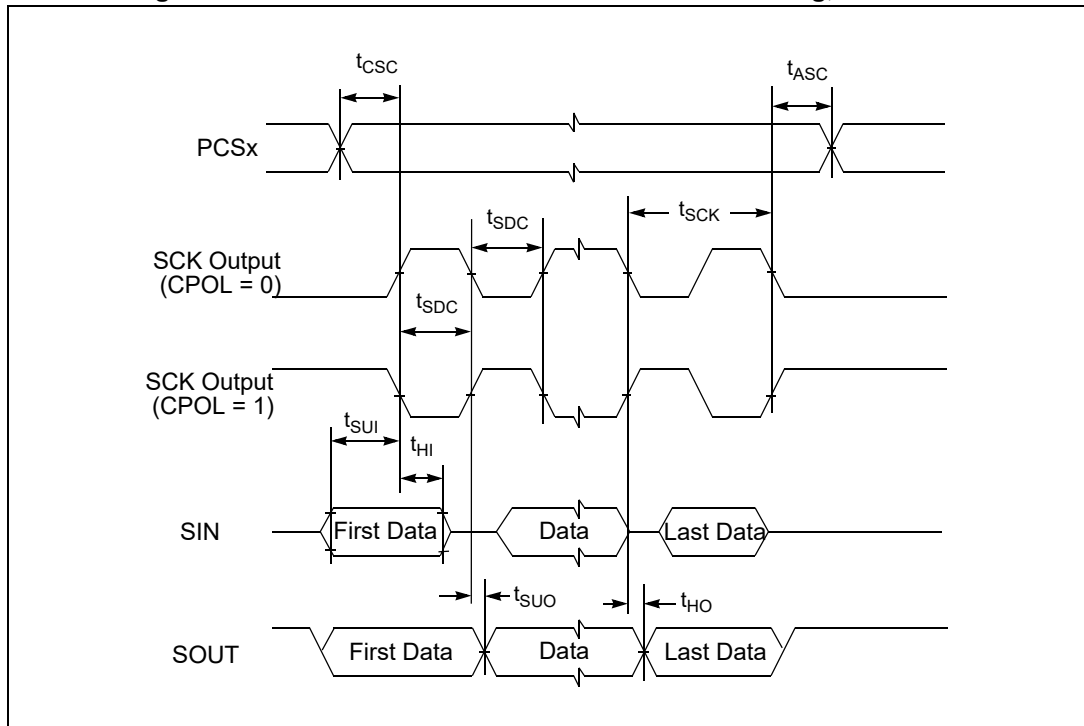 g,
tCSC
tASC
PCSx
tSCK
tSDC
SCK Output
(CPOL = 0)
tSDC
SCK Output
(CPOL = 1)
tSUI
tHI
SIN
First Data
Data
Last Data
tSUO
tHO
SOUT
First Data
Data
Last Data